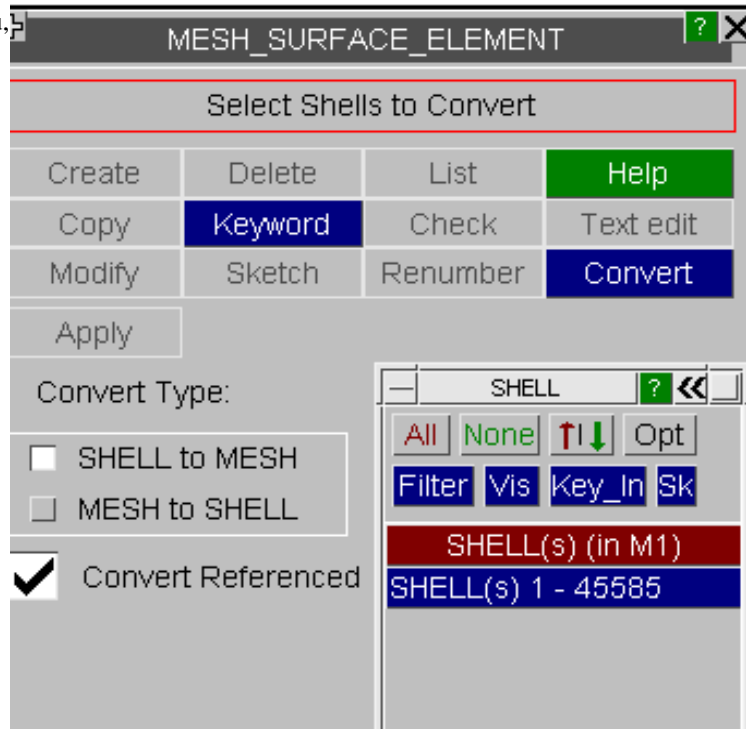 MESH_SURFACE_ELEMENT ?
Select Shells to Convert
Create Delete List Help
Copy Keyword Check Text edit
Modify Sketch Renumber Convert
Apply
Convert Type:
SHELL to MESH
MESH to SHELL
Convert Referenced
SHELL ?
All None Opt
Filter Vis Key_In Sk
SHELL(s) (in M1)
SHELL(s) 1 - 45585